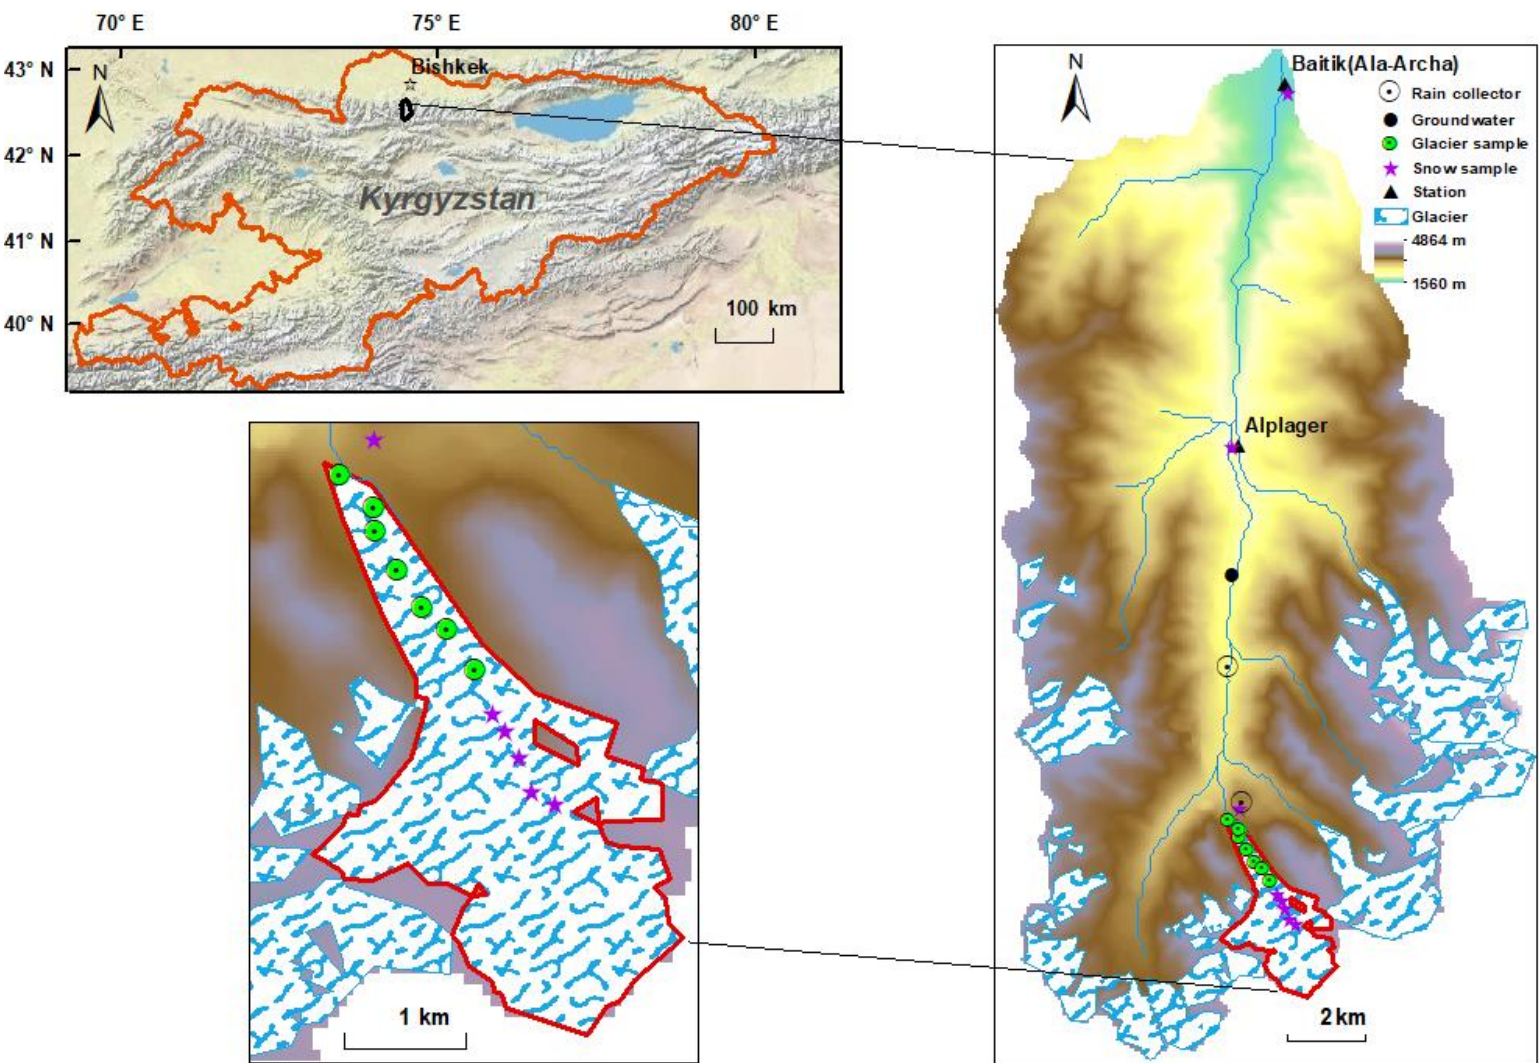 70° E
75° E
80° E
43° N
42° N
41° N
40° N
N
Bishkek
Kyrgyzstan
100 km
1 km
N
Baitik(Ala-Archa)
Rain collector
Groundwater
Glacier sample
Snow sample
Station
Glacier
4864 m
1560 m
Alplager
2 km